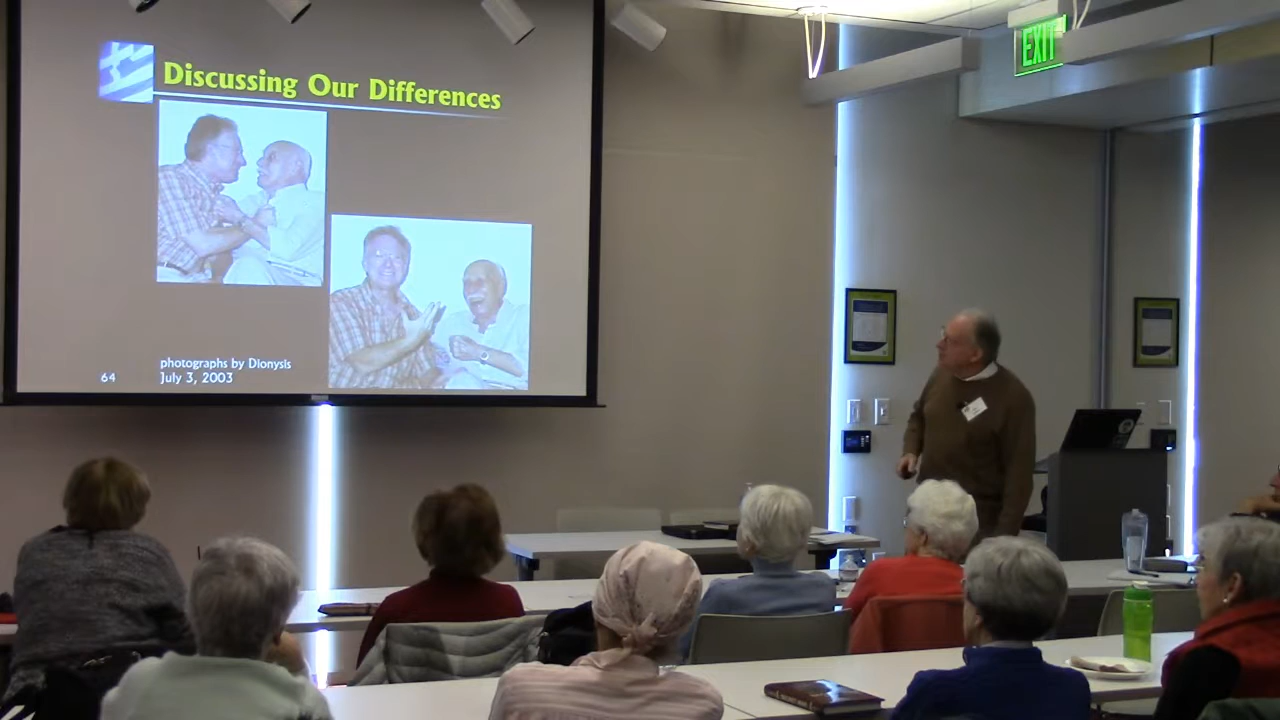 Discussing Our Differences
photographs by Dionysis
64 July 3, 2003
EXIT